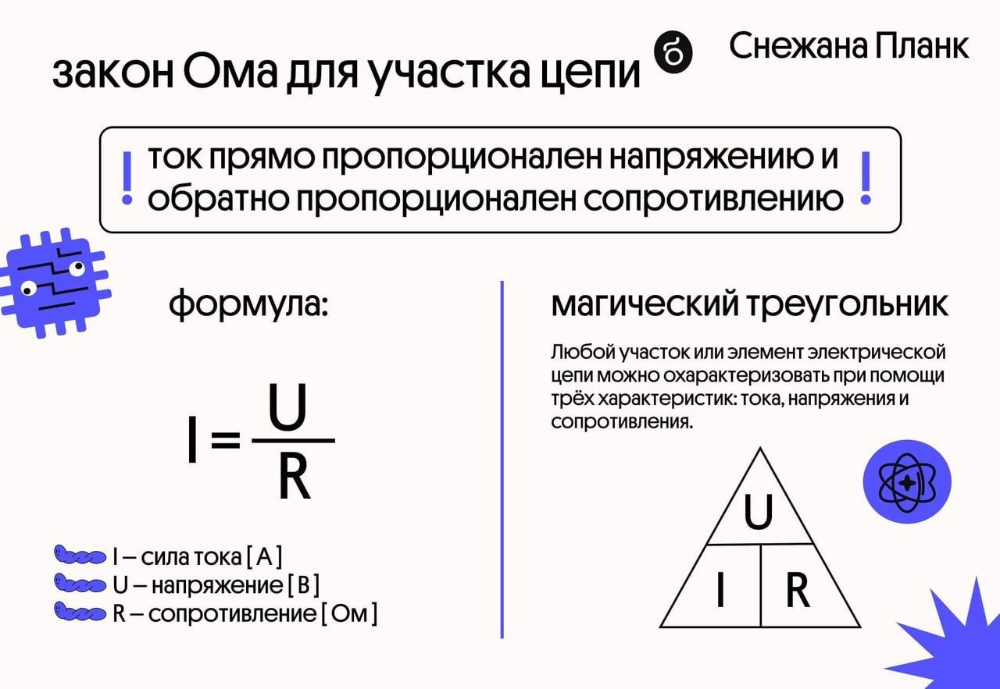 закон Ома для участка цепи
б
Снежана Планк
! ток прямо пропорционален напряжению и !
обратно пропорционален сопротивлению
формула:
I = U
R
I – сила тока [ А ]
U – напряжение [ В ]
R – сопротивление [ Ом ]
магический треугольник
Любой участок или элемент электрической
цепи можно охарактеризовать при помощи
трёх характеристик: тока, напряжения и
сопротивления.
U
I R